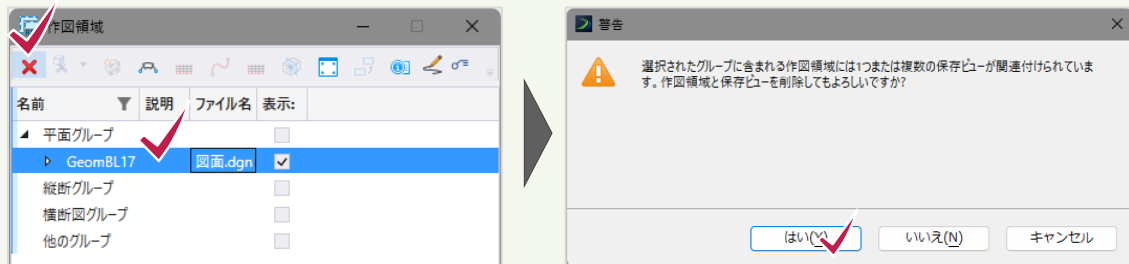 作図領域
名前 説明 ファイル名 表示:
平面グループ
GeomBL17 図面.dgn
縦断グループ
横断図グループ
他のグループ
警告
選択されたグループに含まれる作図領域には1つまたは複数の保存ビューが関連付けられていま
す。作図領域と保存ビューを削除してもよろしいですか?
はい(Y) いいえ(N) キャンセル